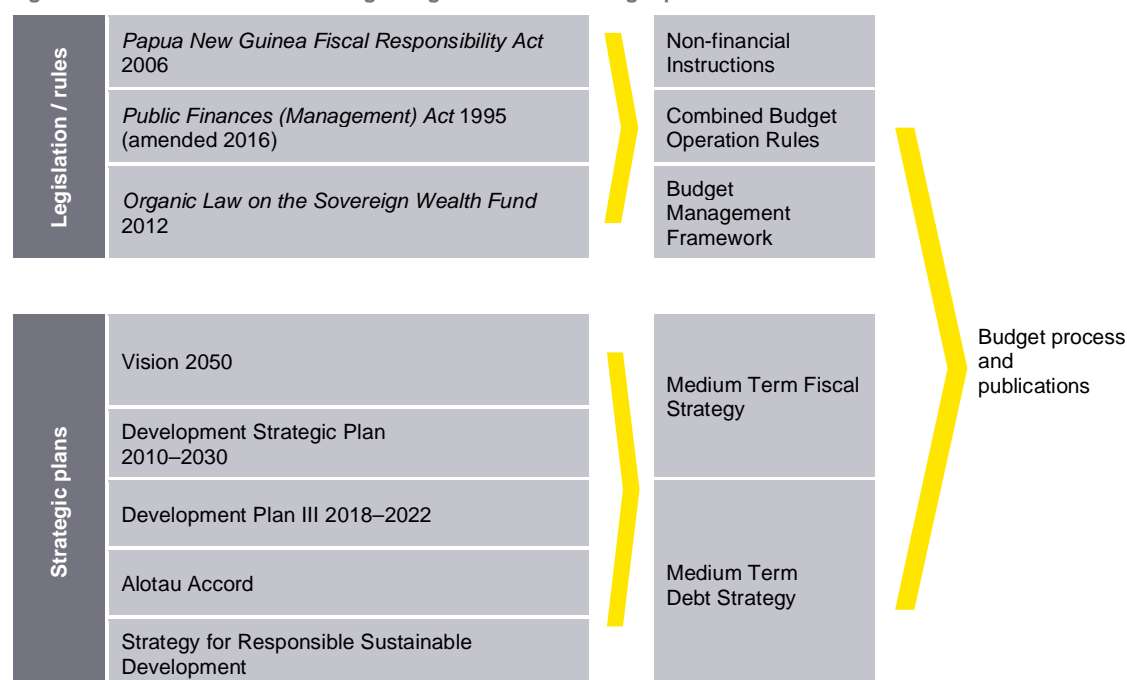 Legislation / rules
Papua New Guinea Fiscal Responsibility Act
2006
Public Finances (Management) Act 1995
(amended 2016)
Organic Law on the Sovereign Wealth Fund
2012
Non-financial
Instructions
Combined Budget
Operation Rules
Budget
Management
Framework
Strategic plans
Vision 2050
Development Strategic Plan
2010–2030
Development Plan III 2018–2022
Alotau Accord
Strategy for Responsible Sustainable
Development
Medium Term Fiscal
Strategy
Medium Term
Debt Strategy
Budget process
and
publications